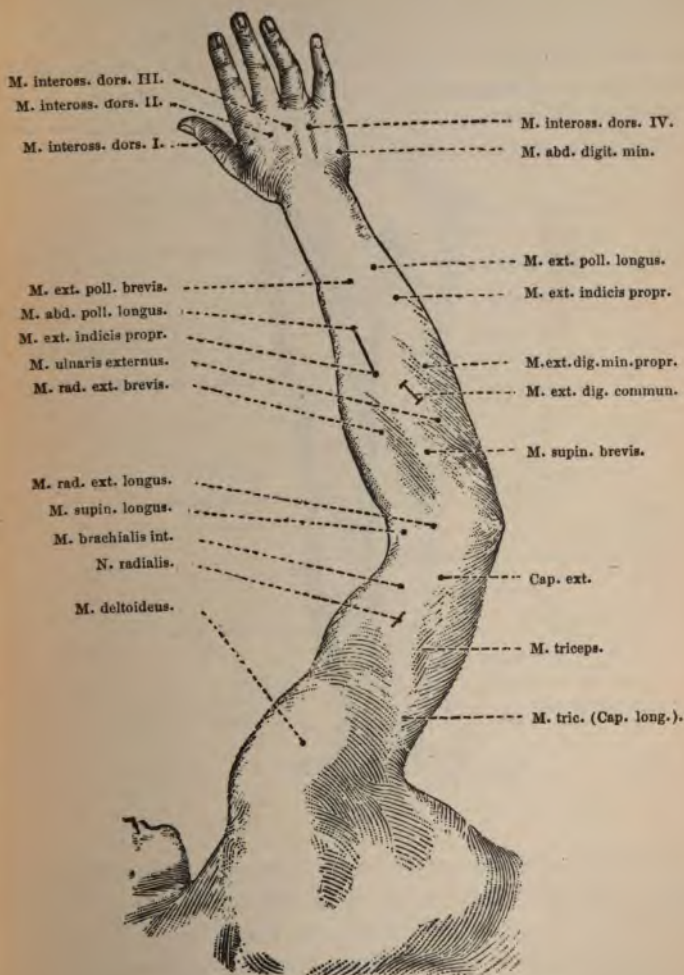 M. inteross. dors. III.
M. inteross. dors. II.
M. inteross. dors. I.
M. inteross. dors. IV.
M. abd. digit. min.
M. ext. poll. longus.
M. ext. indicis propr.
M. ext. poll. brevis.
M. abd. poll. longus.
M. ext. indicis propr.
M. ulnaris externus.
M. rad. ext. brevis.
M.ext.dig.min.propr.
M. ext. dig. commun.
M. supin. brevis.
M. rad. ext. longus.
M. supin. longus.
M. brachialis int.
N. radialis.
M. deltoideus.
Cap. ext.
M. triceps.
M. tric. (Cap. long.).